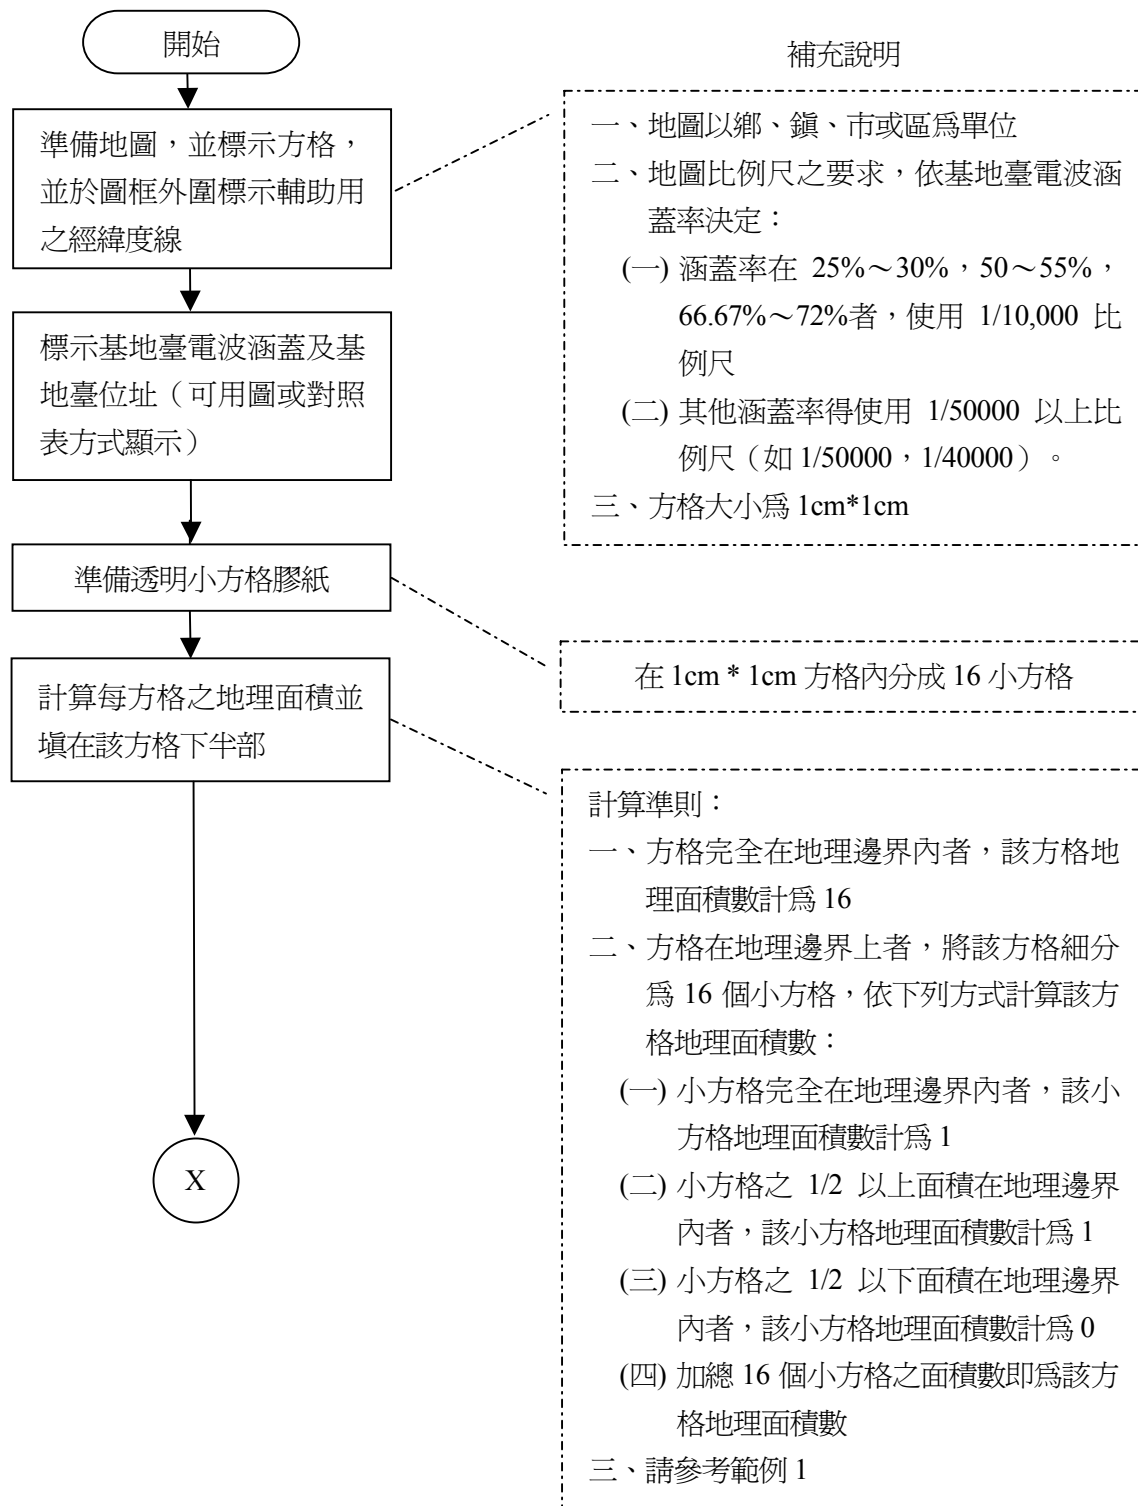 開始
準備地圖，並標示方格，
並於圖框外圍標示輔助用
之經緯度線
標示基地臺電波涵蓋及基
地臺位址（可用圖或對照
表方式顯示）
準備透明小方格膠紙
計算每方格之地理面積並
填在該方格下半部
X
補充說明
一、地圖以鄉、鎮、市或區為單位
二、地圖比例尺之要求，依基地臺電波涵
蓋率決定：
(一) 涵蓋率在 25%～30%，50～55%，
66.67%～72%者，使用 1/10,000 比
例尺
(二) 其他涵蓋率得使用 1/50000 以上比
例尺（如 1/50000，1/40000）。
三、方格大小為 1cm*1cm
在 1cm * 1cm 方格內分成 16 小方格
計算準則：
一、方格完全在地理邊界內者，該方格地
理面積數計為 16
二、方格在地理邊界上者，將該方格細分
為 16 個小方格，依下列方式計算該方
格地理面積數：
(一) 小方格完全在地理邊界內者，該小
方格地理面積數計為 1
(二) 小方格之 1/2 以上面積在地理邊界
內者，該小方格地理面積數計為 1
(三) 小方格之 1/2 以下面積在地理邊界
內者，該小方格地理面積數計為 0
(四) 加總 16 個小方格之面積數即為該方
格地理面積數
三、請參考範例 1